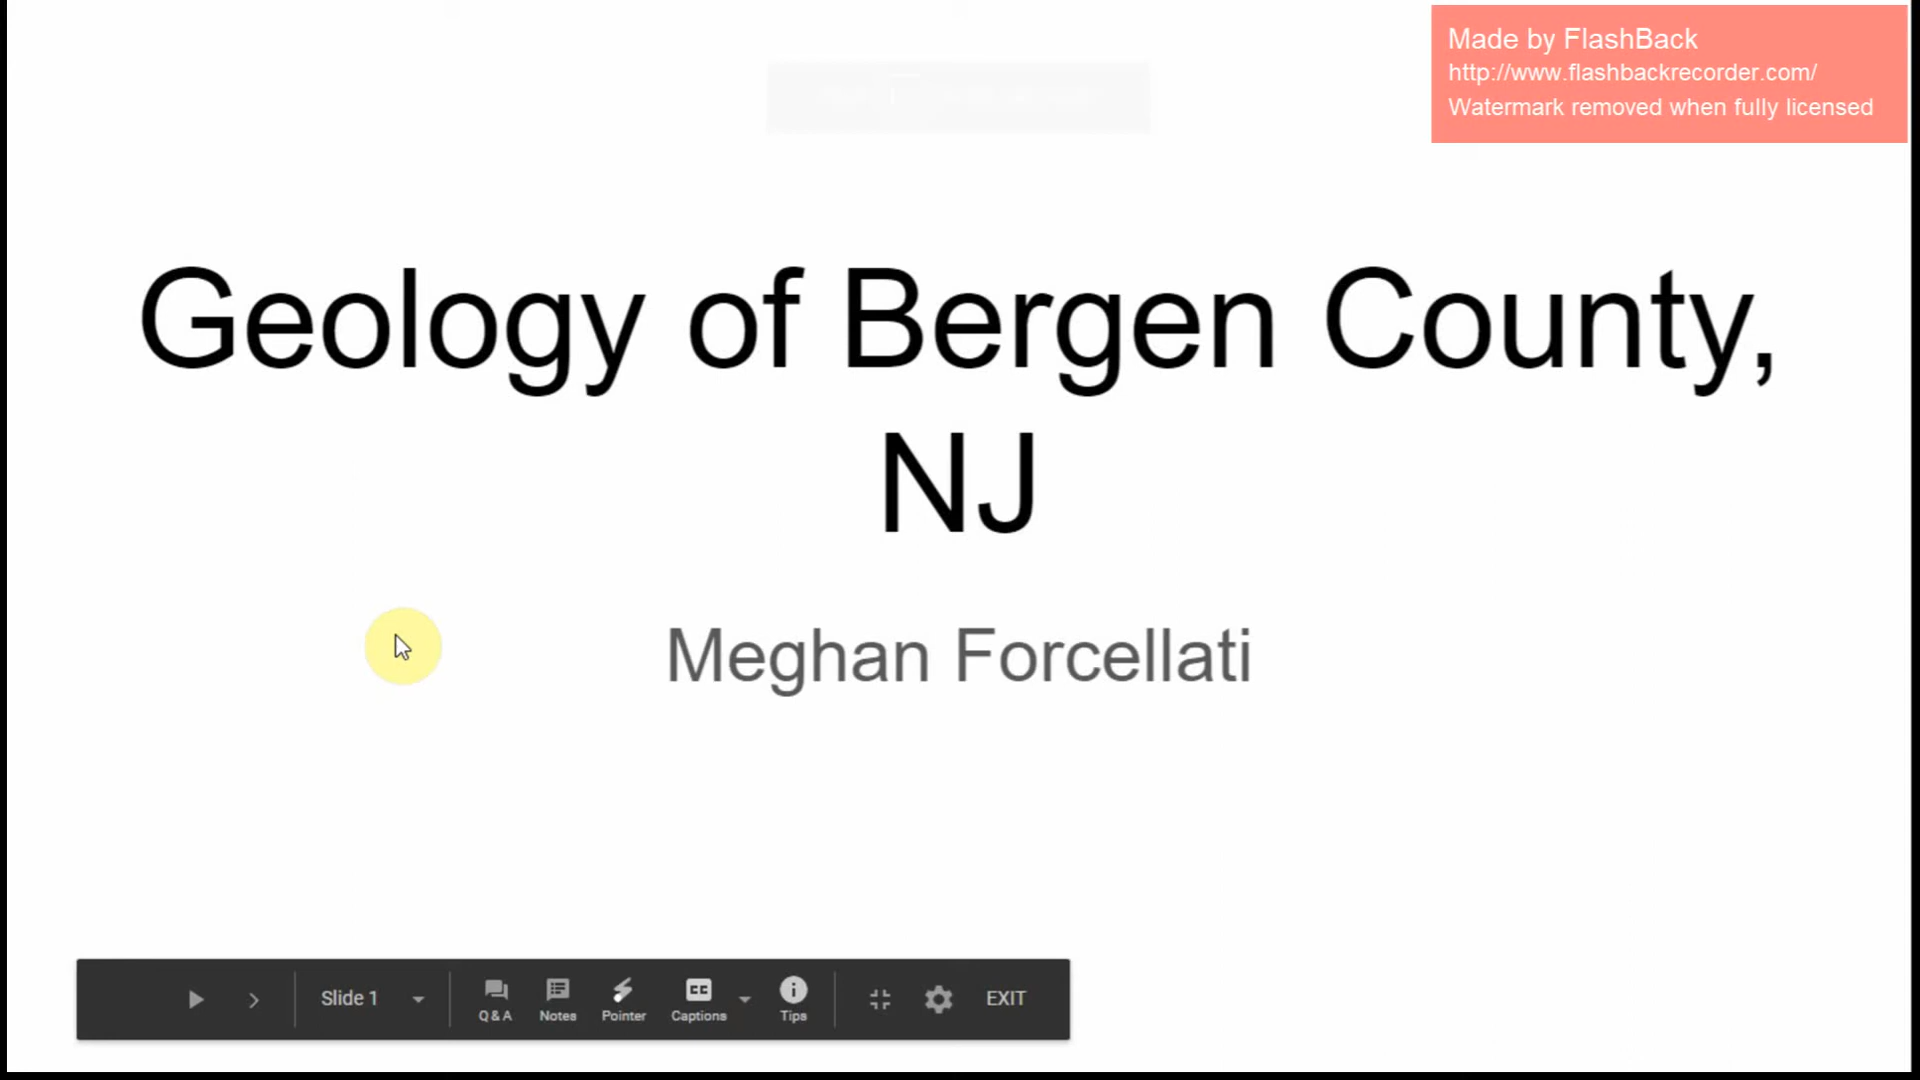 Made by FlashBack
http://www.flashbackrecorder.com/
Watermark removed when fully licensed
Geology of Bergen County,
NJ
Meghan Forcellati
Slide 1
Q & A
Notes
Pointer
CC
Captions
Tips
EXIT